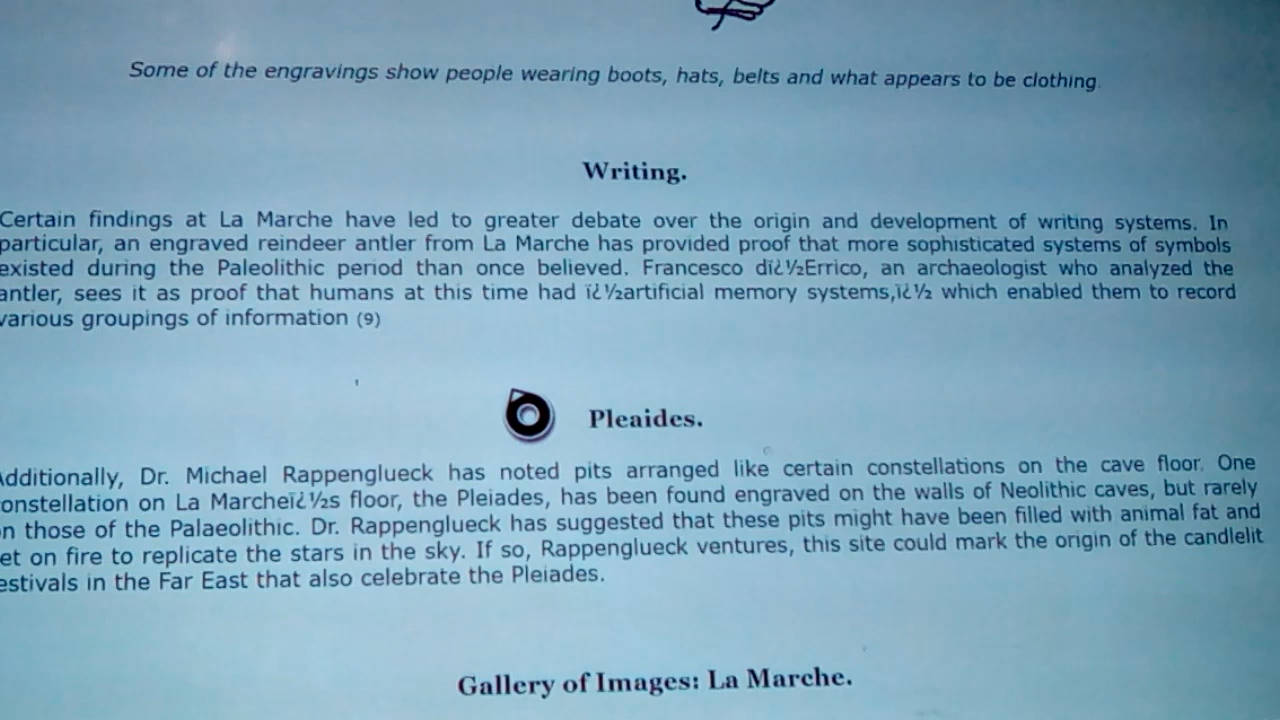 Some of the engravings show people wearing boots, hats, belts and what appears to be clothing.
Writing.
Certain findings at La Marche have led to greater debate over the origin and development of writing systems. In
particular, an engraved reindeer antler from La Marche has provided proof that more sophisticated systems of symbols
existed during the Paleolithic period than once believed. Francesco dï¿½Errico, an archaeologist who analyzed the
antler, sees it as proof that humans at this time had ï¿½artificial memory systems,ï¿½ which enabled them to record
various groupings of information (9)
Pleaides.
Additionally, Dr. Michael Rappenglueck has noted pits arranged like certain constellations on the cave floor. One
onstellation on La Marcheï¿½s floor, the Pleiades, has been found engraved on the walls of Neolithic caves, but rarely
on those of the Palaeolithic. Dr. Rappenglueck has suggested that these pits might have been filled with animal fat and
et on fire to replicate the stars in the sky. If so, Rappenglueck ventures, this site could mark the origin of the candlelit
estivals in the Far East that also celebrate the Pleiades.
Gallery of Images: La Marche.